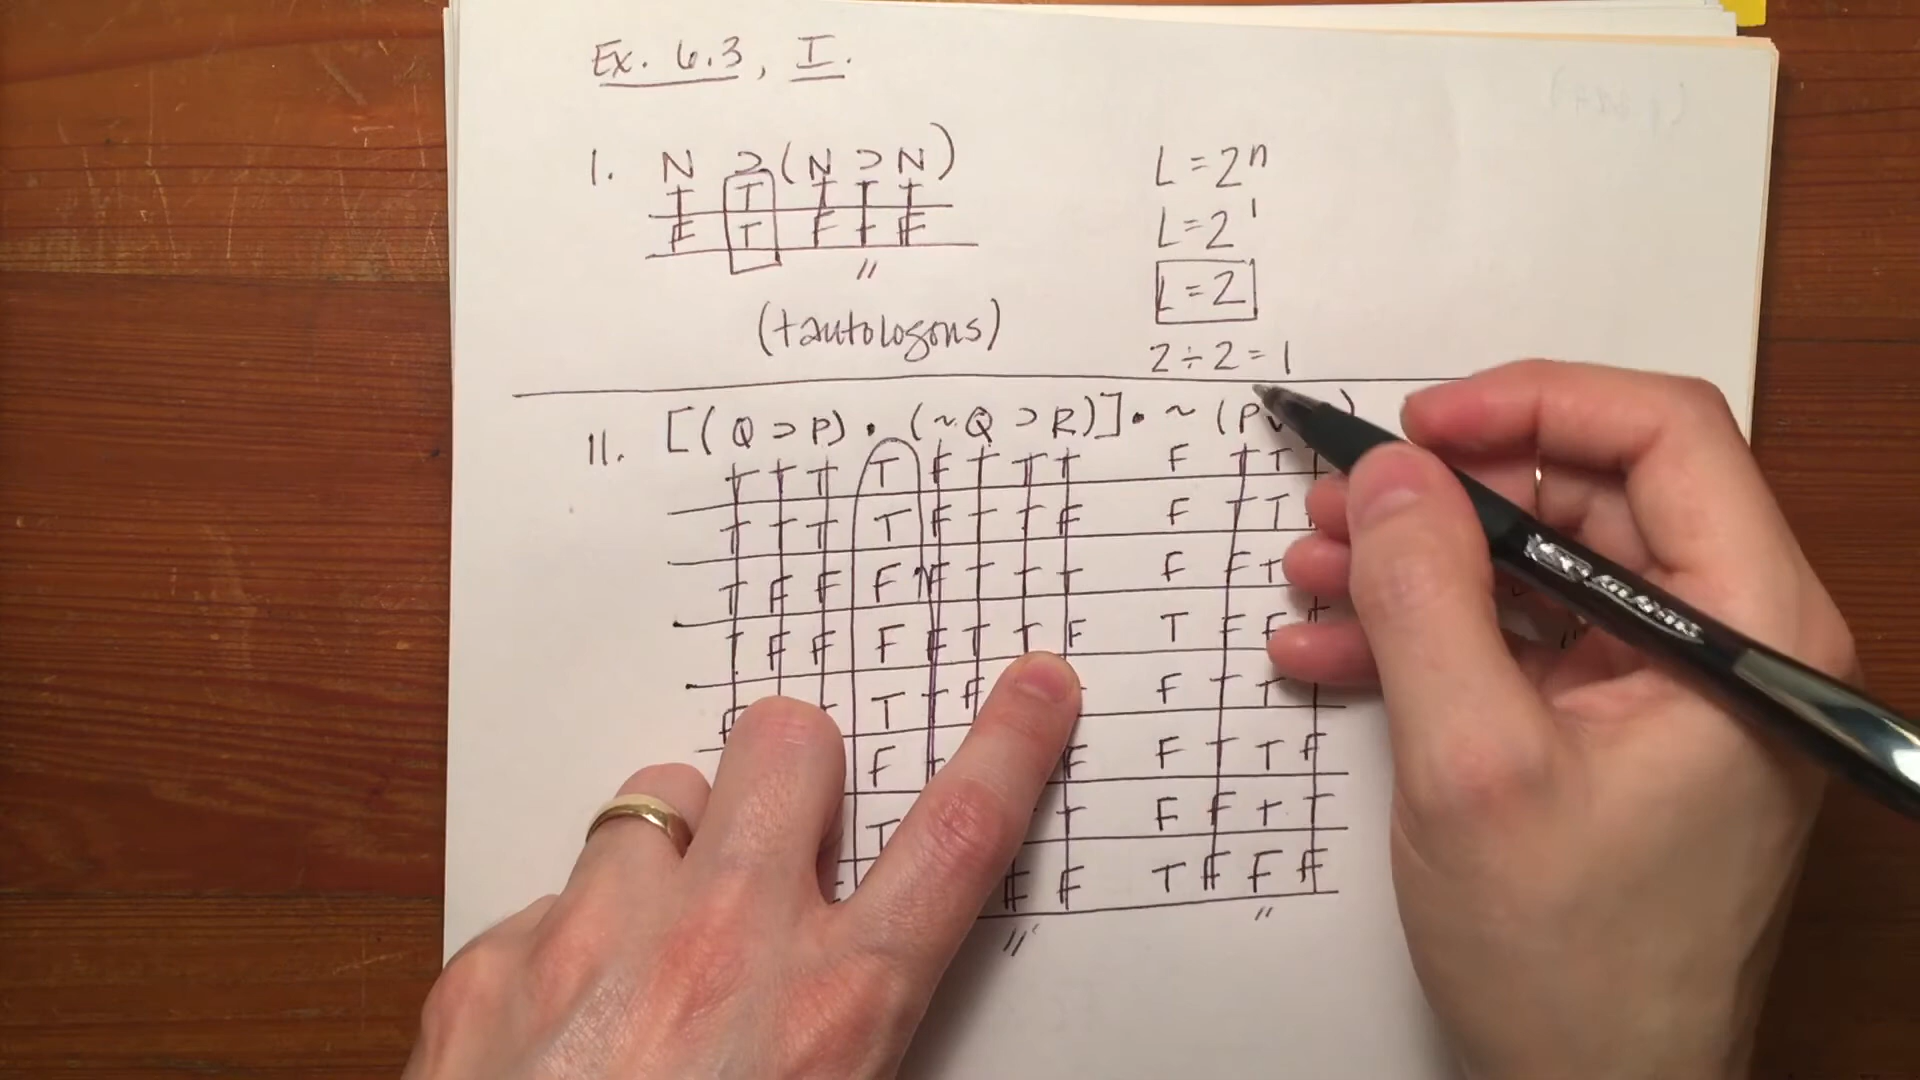 Ex. 6.3, I.
1. N ⊃ (N ⊃ N)
T T T T T
F T F T F
//
(tautologous)
L = 2ⁿ
L = 2¹
L = 2
2 ÷ 2 = 1
11. [(Q ⊃ P) • (~Q ⊃ R)] • ~ (P
T T T T F T T T F T T
T T T T F T T F F T T F
T F F F F T T T F F T
T F F F F T T F T F F
F T T F F T T
F T F F T T F
T T F F T T
F F T F F F
// //